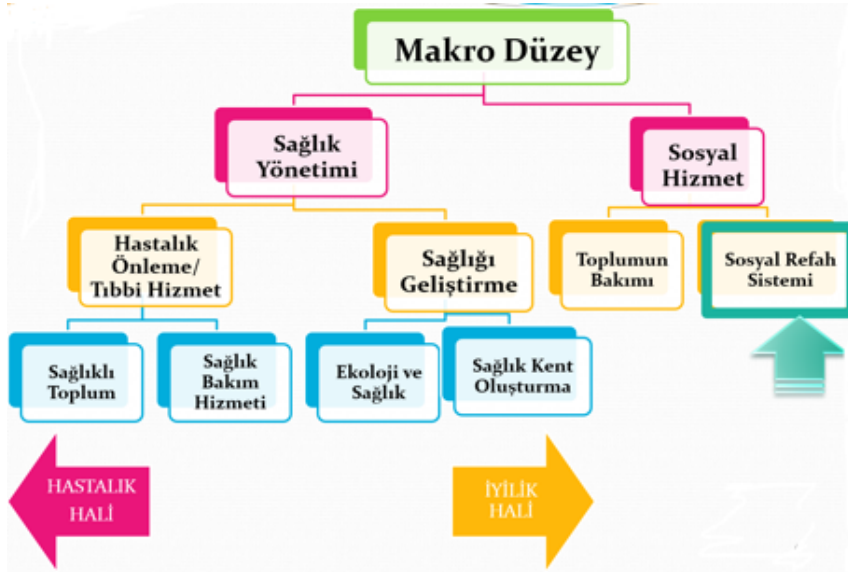 Makro Düzey
Sağlık
Yönetimi
Sosyal
Hizmet
Hastalık
Önleme/
Tıbbi Hizmet
Sağlığı
Geliştirme
Toplumun
Bakımı
Sosyal Refah
Sistemi
Sağlıklı
Toplum
Sağlık
Bakım
Hizmeti
Ekoloji ve
Sağlık
Sağlık Kent
Oluşturma
HASTALIK
HALİ
İYİLİK
HALİ